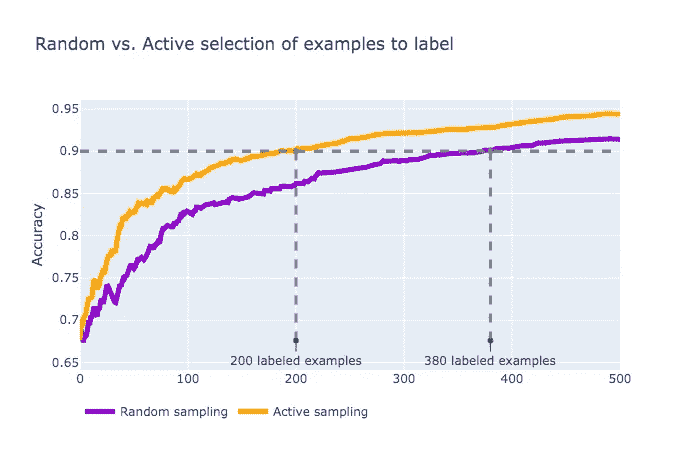 Random vs. Active selection of examples to label
0.95
0.9
0.85
0.8
0.75
0.7
0.65
Accuracy
200 labeled examples
380 labeled examples
0
100
200
300
400
500
Random sampling
Active sampling